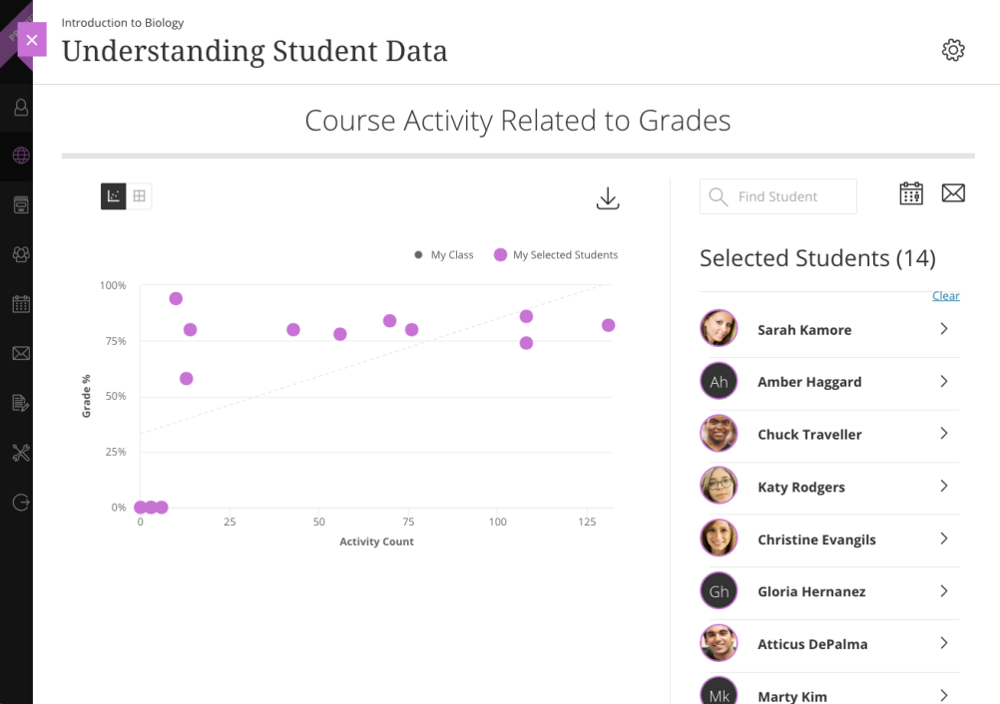 Introduction to Biology
Understanding Student Data
Course Activity Related to Grades
My Class
My Selected Students
100%
75%
50%
25%
0%
Grade %
0
25
50
75
100
125
Activity Count
Find Student
Selected Students (14)
Clear
Sarah Kamore
Ah
Amber Haggard
Chuck Traveller
Katy Rodgers
Christine Evangils
Gh
Gloria Hernanez
Atticus DePalma
Mk
Marty Kim